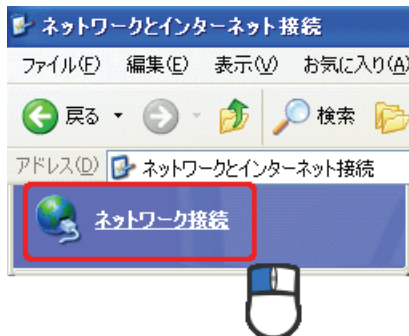 ネットワークとインターネット接続
ファイル(F) 編集(E) 表示(V) お気に入り(A)
戻る 検索
アドレス(D) ネットワークとインターネット接続
ネットワーク接続